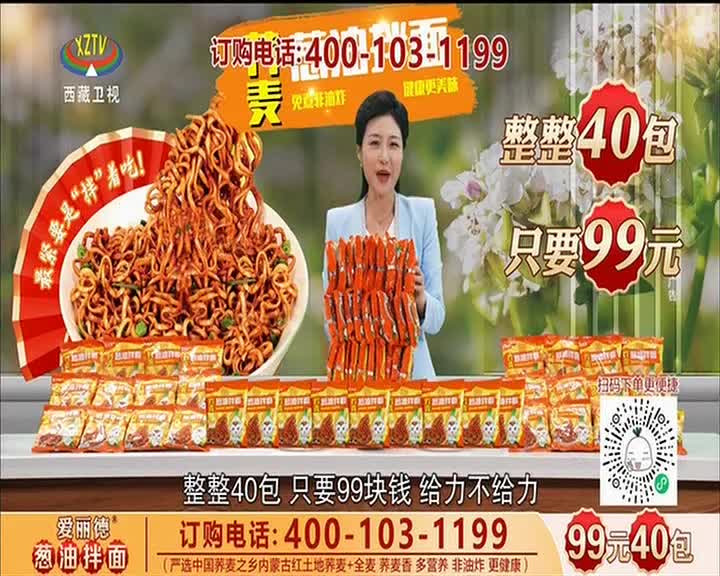 XZTV
西藏卫视
订购电话:400-103-1199
荞麦
葱油拌面
免煮非油炸
健康更美味
最紧要是“拌”着吃!
整整40包
只要99元
广告
扫码下单更便捷
整整40包 只要99块钱 给力不给力
爱丽德®
葱油拌面
订购电话:400-103-1199
(严选中国荞麦之乡内蒙古红土地荞麦+全麦 荞麦香 多营养 非油炸 更健康)
99元40包